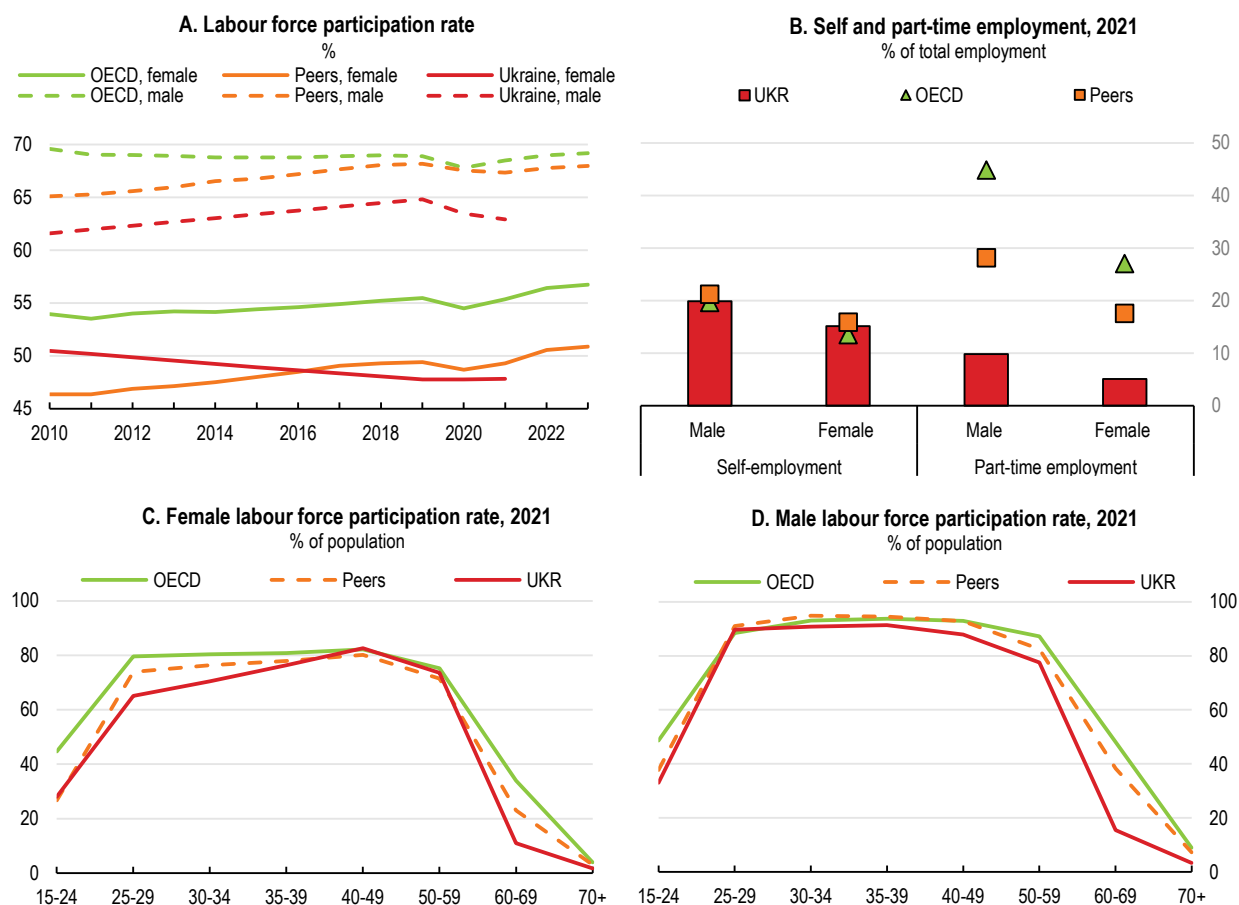 A. Labour force participation rate
%
OECD, female
Peers, female
Ukraine, female
OECD, male
Peers, male
Ukraine, male
70
65
60
55
50
45
2010 2012 2014 2016 2018 2020 2022
B. Self and part-time employment, 2021
% of total employment
UKR OECD Peers
50
40
30
20
10
0
Male Female Male Female
Self-employment Part-time employment
C. Female labour force participation rate, 2021
% of population
OECD Peers UKR
100
80
60
40
20
0
15-24 25-29 30-34 35-39 40-49 50-59 60-69 70+
D. Male labour force participation rate, 2021
% of population
OECD Peers UKR
100
80
60
40
20
0
15-24 25-29 30-34 35-39 40-49 50-59 60-69 70+